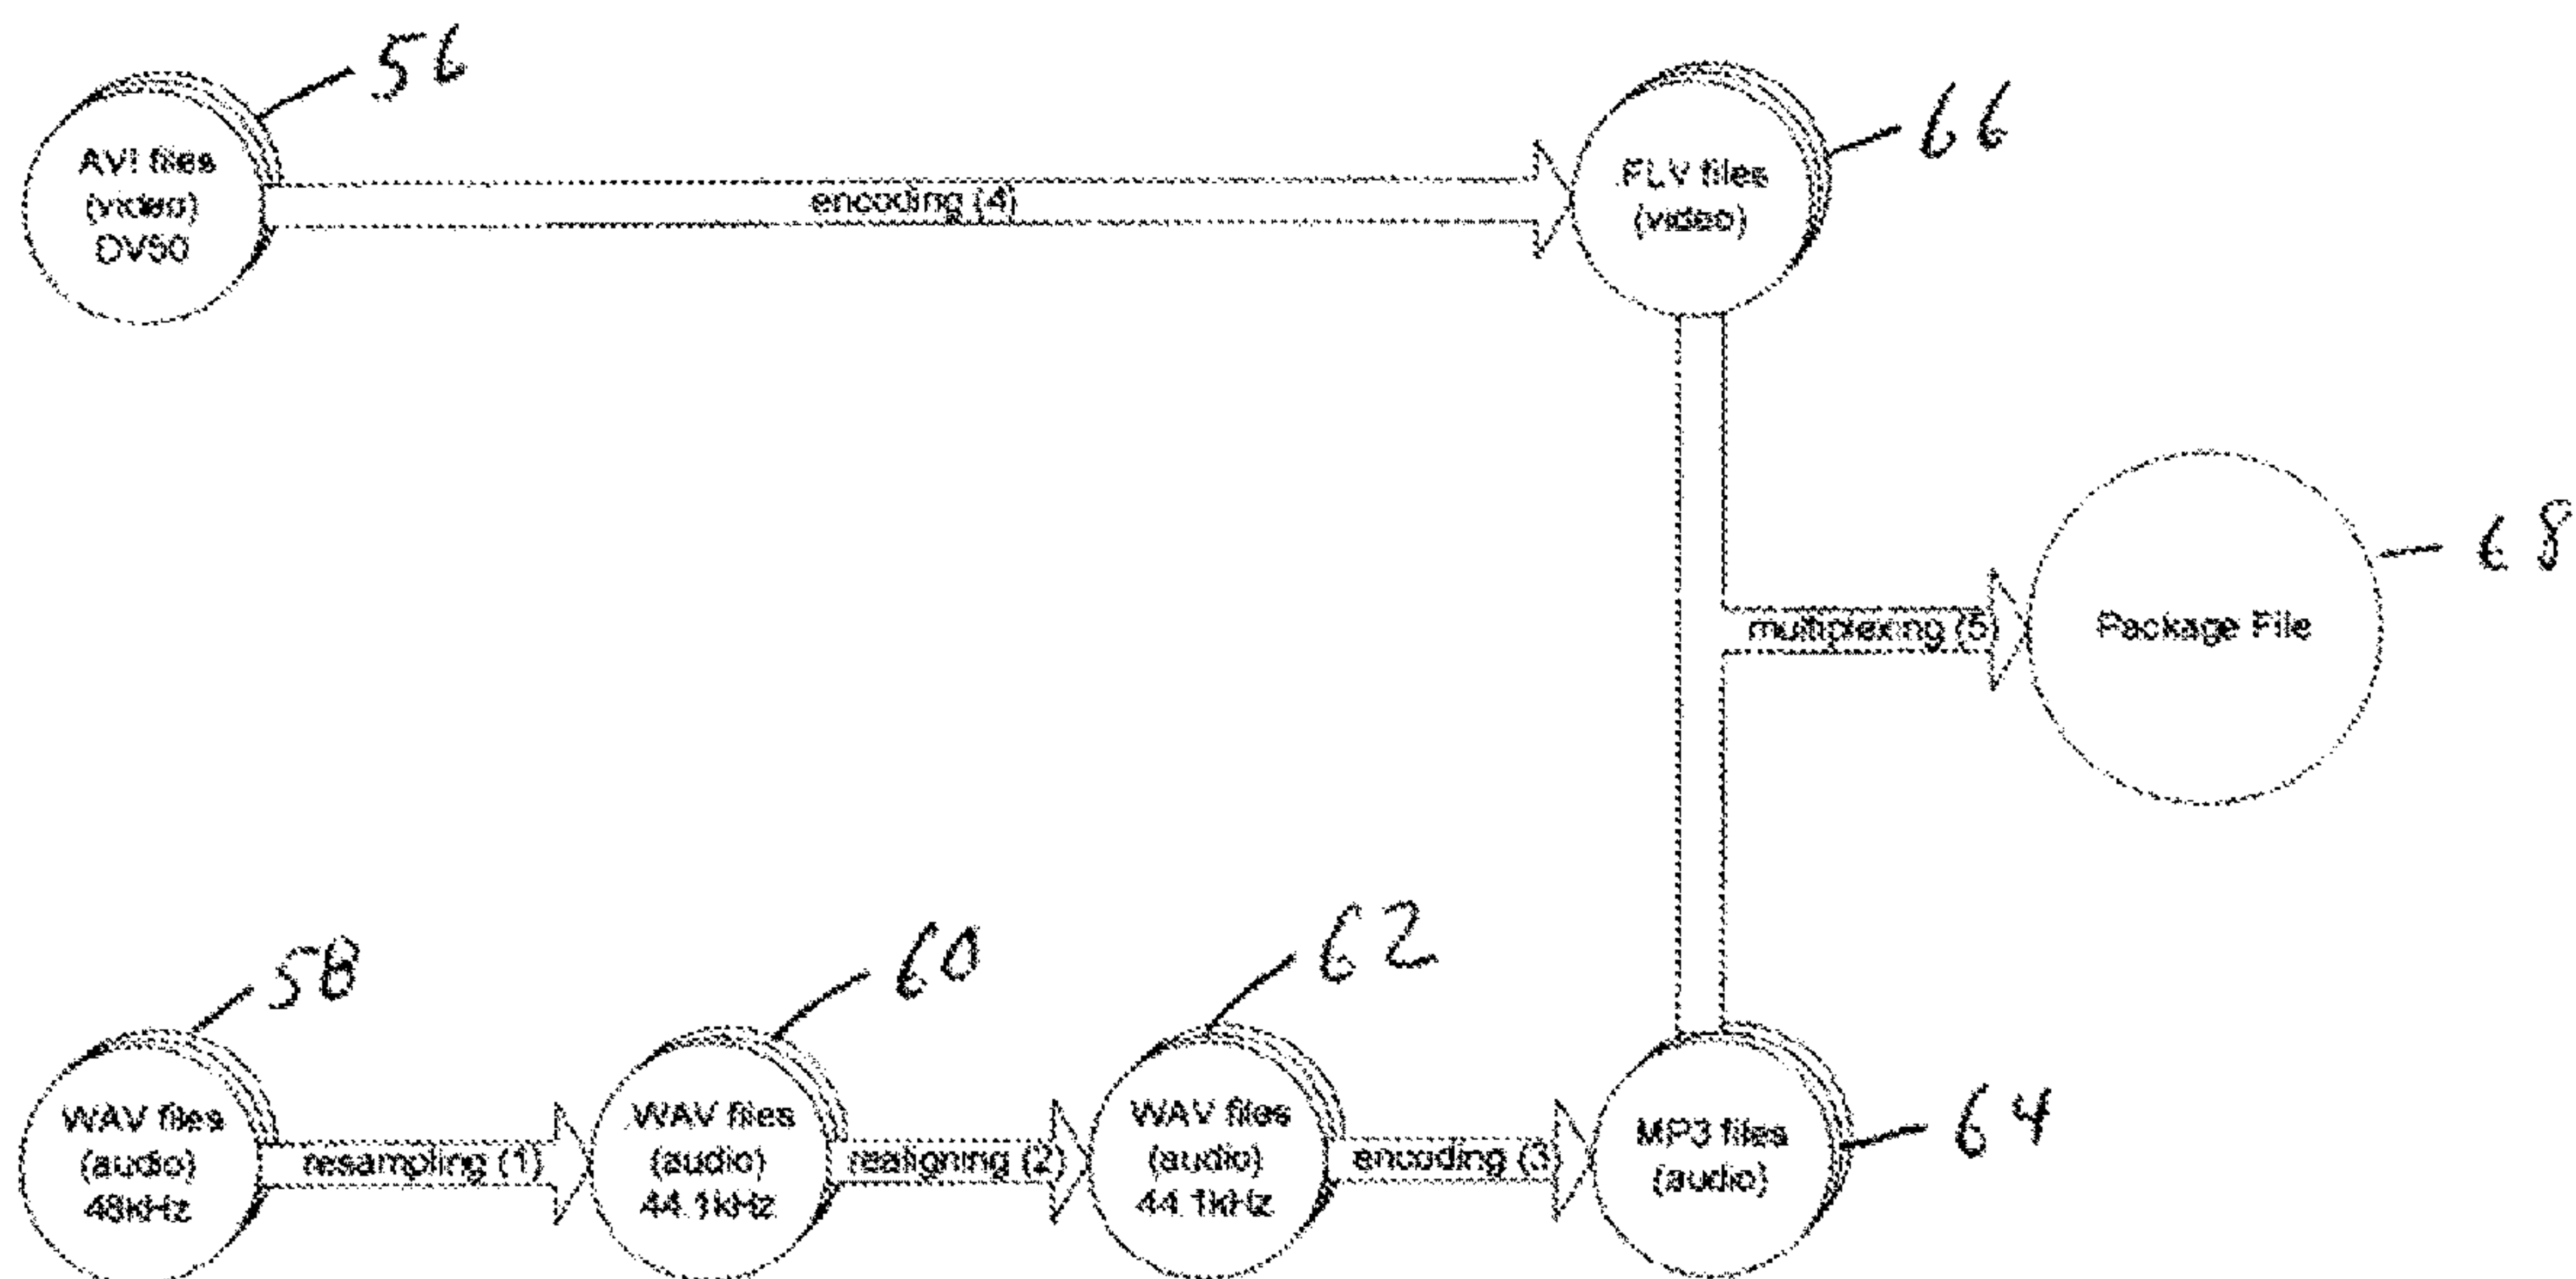 56
AVI files
(video)
DV50
encoding (4)
FLV files
(video)
66
multiplexing (5)
Package File
68
58
WAV files
(audio)
48kHz
resampling (1)
60
WAV files
(audio)
44.1kHz
realigning (2)
62
WAV files
(audio)
44.1kHz
encoding (3)
MP3 files
(audio)
64